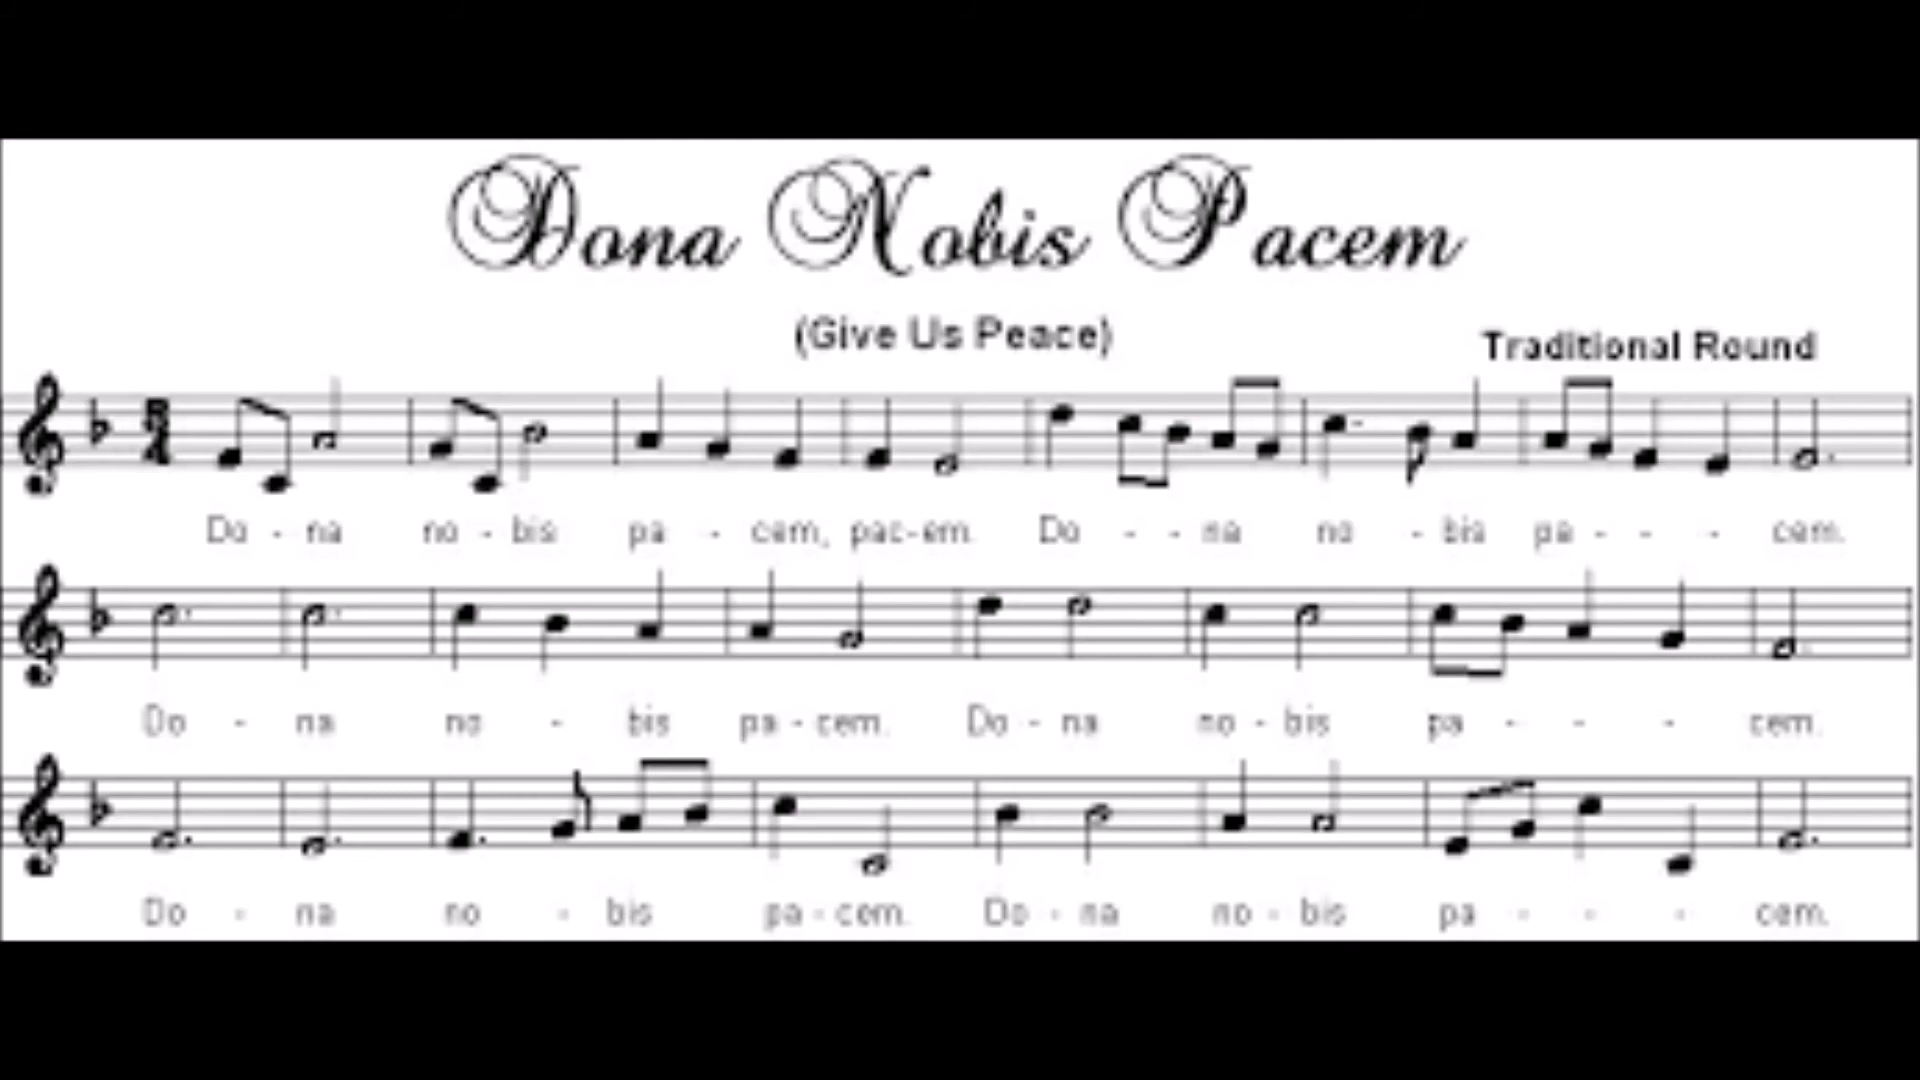 Dona Nobis Pacem
(Give Us Peace)
Traditional Round
Do - na no - bis pa - cem, pac-em. Do - - na no - bis pa - - - cem.
Do - na no - bis pa - cem. Do - na no - bis pa - - - cem.
Do - na no - bis pa - cem. Do - na no - bis pa - - - cem.